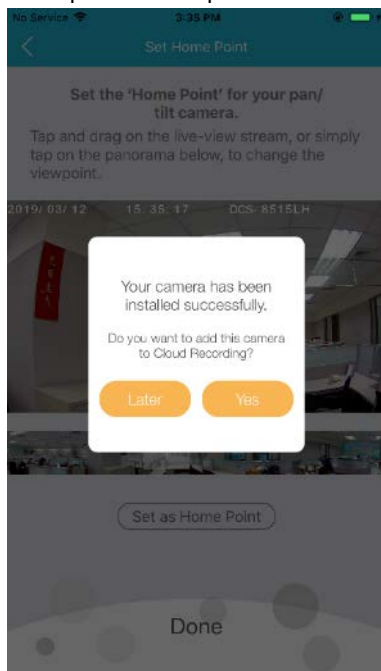 No Service 3:35 PM
Set Home Point
Set the 'Home Point' for your pan/
tilt camera.
Tap and drag on the live-view stream, or simply
tap on the panorama below, to change the
viewpoint.
2019/03/12 15:35:17 DCS-8515LH
Your camera has been
installed successfully.
Do you want to add this camera
to Cloud Recording?
Later Yes
Set as Home Point
Done